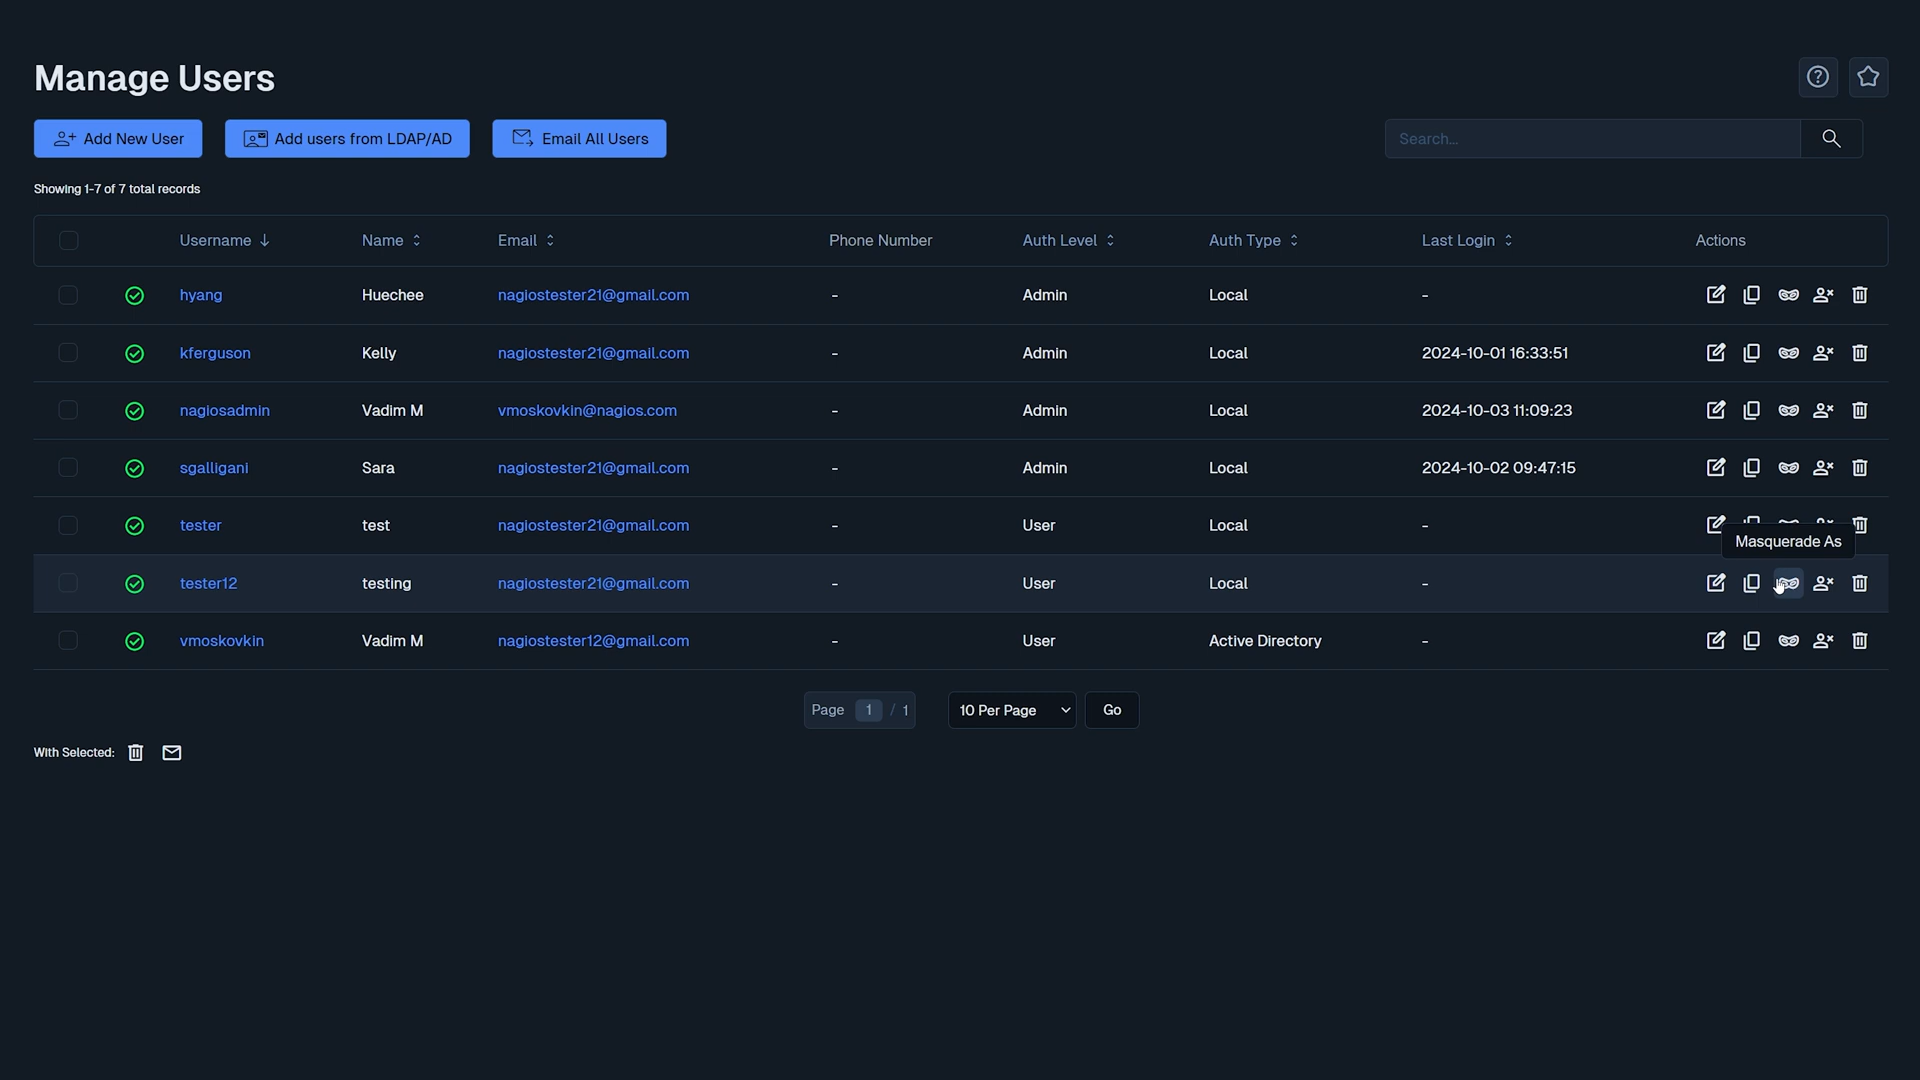 Manage Users
Add New User Add users from LDAP/AD Email All Users Search...
Showing 1-7 of 7 total records
Username Name Email Phone Number Auth Level Auth Type Last Login Actions
hyang Huechee nagiostester21@gmail.com - Admin Local -
kferguson Kelly nagiostester21@gmail.com - Admin Local 2024-10-01 16:33:51
nagiosadmin Vadim M vmoskovkin@nagios.com - Admin Local 2024-10-03 11:09:23
sgalligani Sara nagiostester21@gmail.com - Admin Local 2024-10-02 09:47:15
tester test nagiostester21@gmail.com - User Local -
Masquerade As
tester12 testing nagiostester21@gmail.com - User Local -
vmoskovkin Vadim M nagiostester12@gmail.com - User Active Directory -
Page 1 / 1 10 Per Page Go
With Selected: